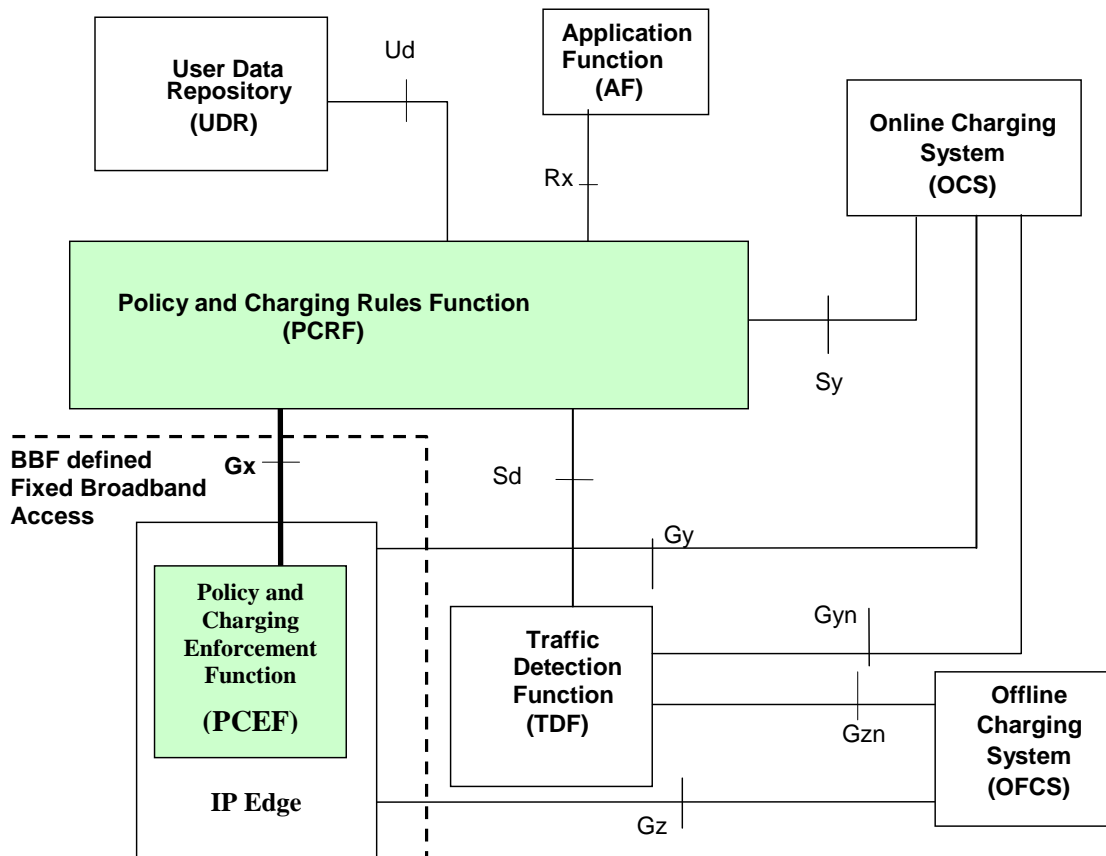 User Data
Repository
(UDR)
Ud
Application
Function
(AF)
Rx
Online Charging
System
(OCS)
Policy and Charging Rules Function
(PCRF)
Sy
BBF defined
Fixed Broadband
Access
Gx
Sd
Gy
Policy and
Charging
Enforcement
Function
(PCEF)
IP Edge
Traffic
Detection
Function
(TDF)
Gyn
Gzn
Gz
Offline
Charging
System
(OFCS)